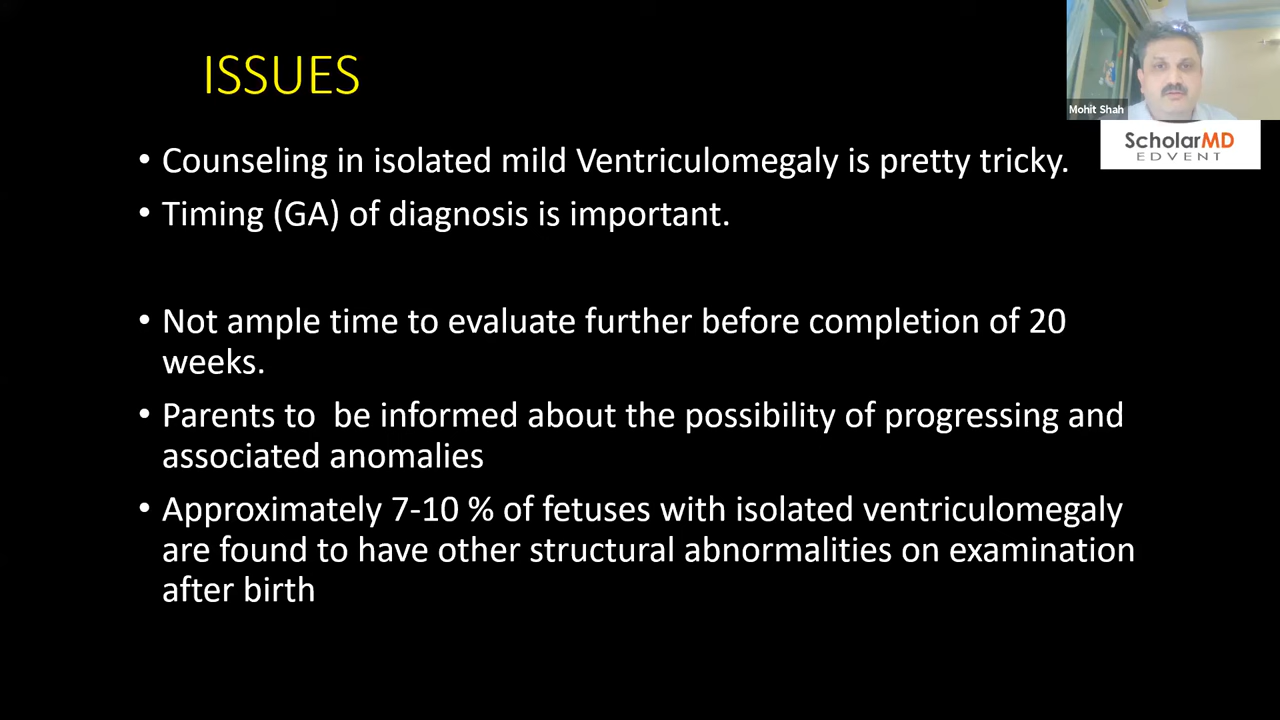 ISSUES
Mohit Shah
ScholarMD
EDVENT
• Counseling in isolated mild Ventriculomegaly is pretty tricky.
• Timing (GA) of diagnosis is important.
• Not ample time to evaluate further before completion of 20
weeks.
• Parents to  be informed about the possibility of progressing and
associated anomalies
• Approximately 7-10 % of fetuses with isolated ventriculomegaly
are found to have other structural abnormalities on examination
after birth